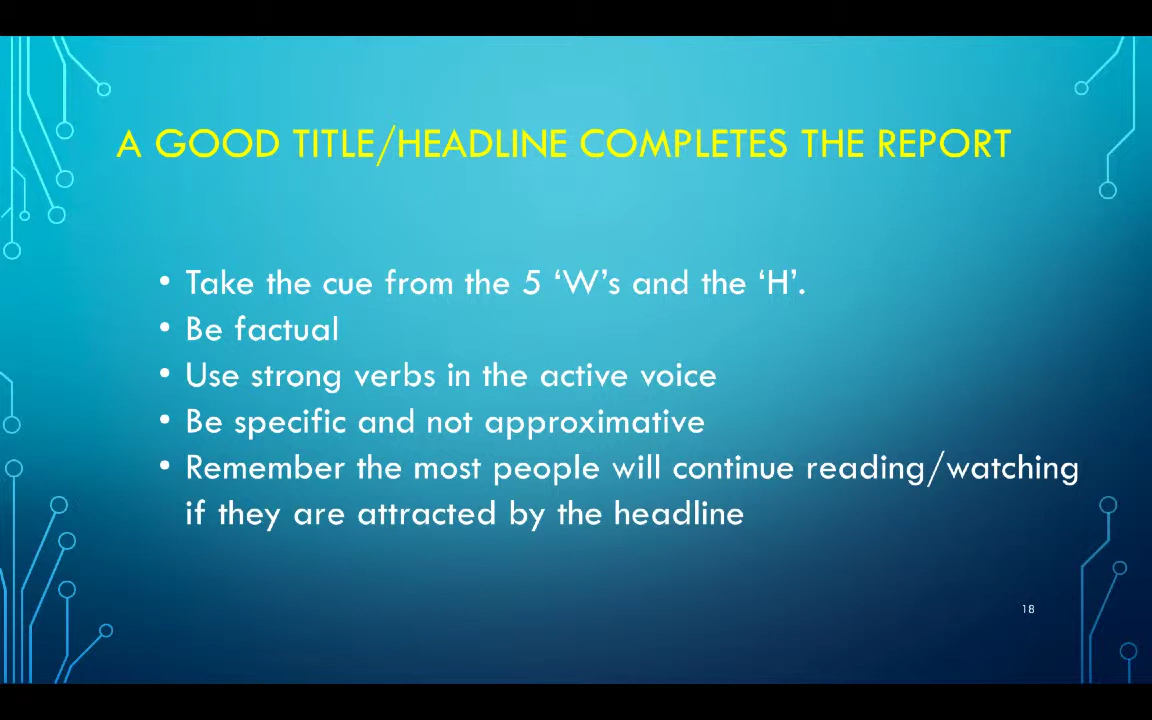 A GOOD TITLE/HEADLINE COMPLETES THE REPORT
• Take the cue from the 5 ‘W’s and the ‘H’.
• Be factual
• Use strong verbs in the active voice
• Be specific and not approximative
• Remember the most people will continue reading/watching
if they are attracted by the headline
18